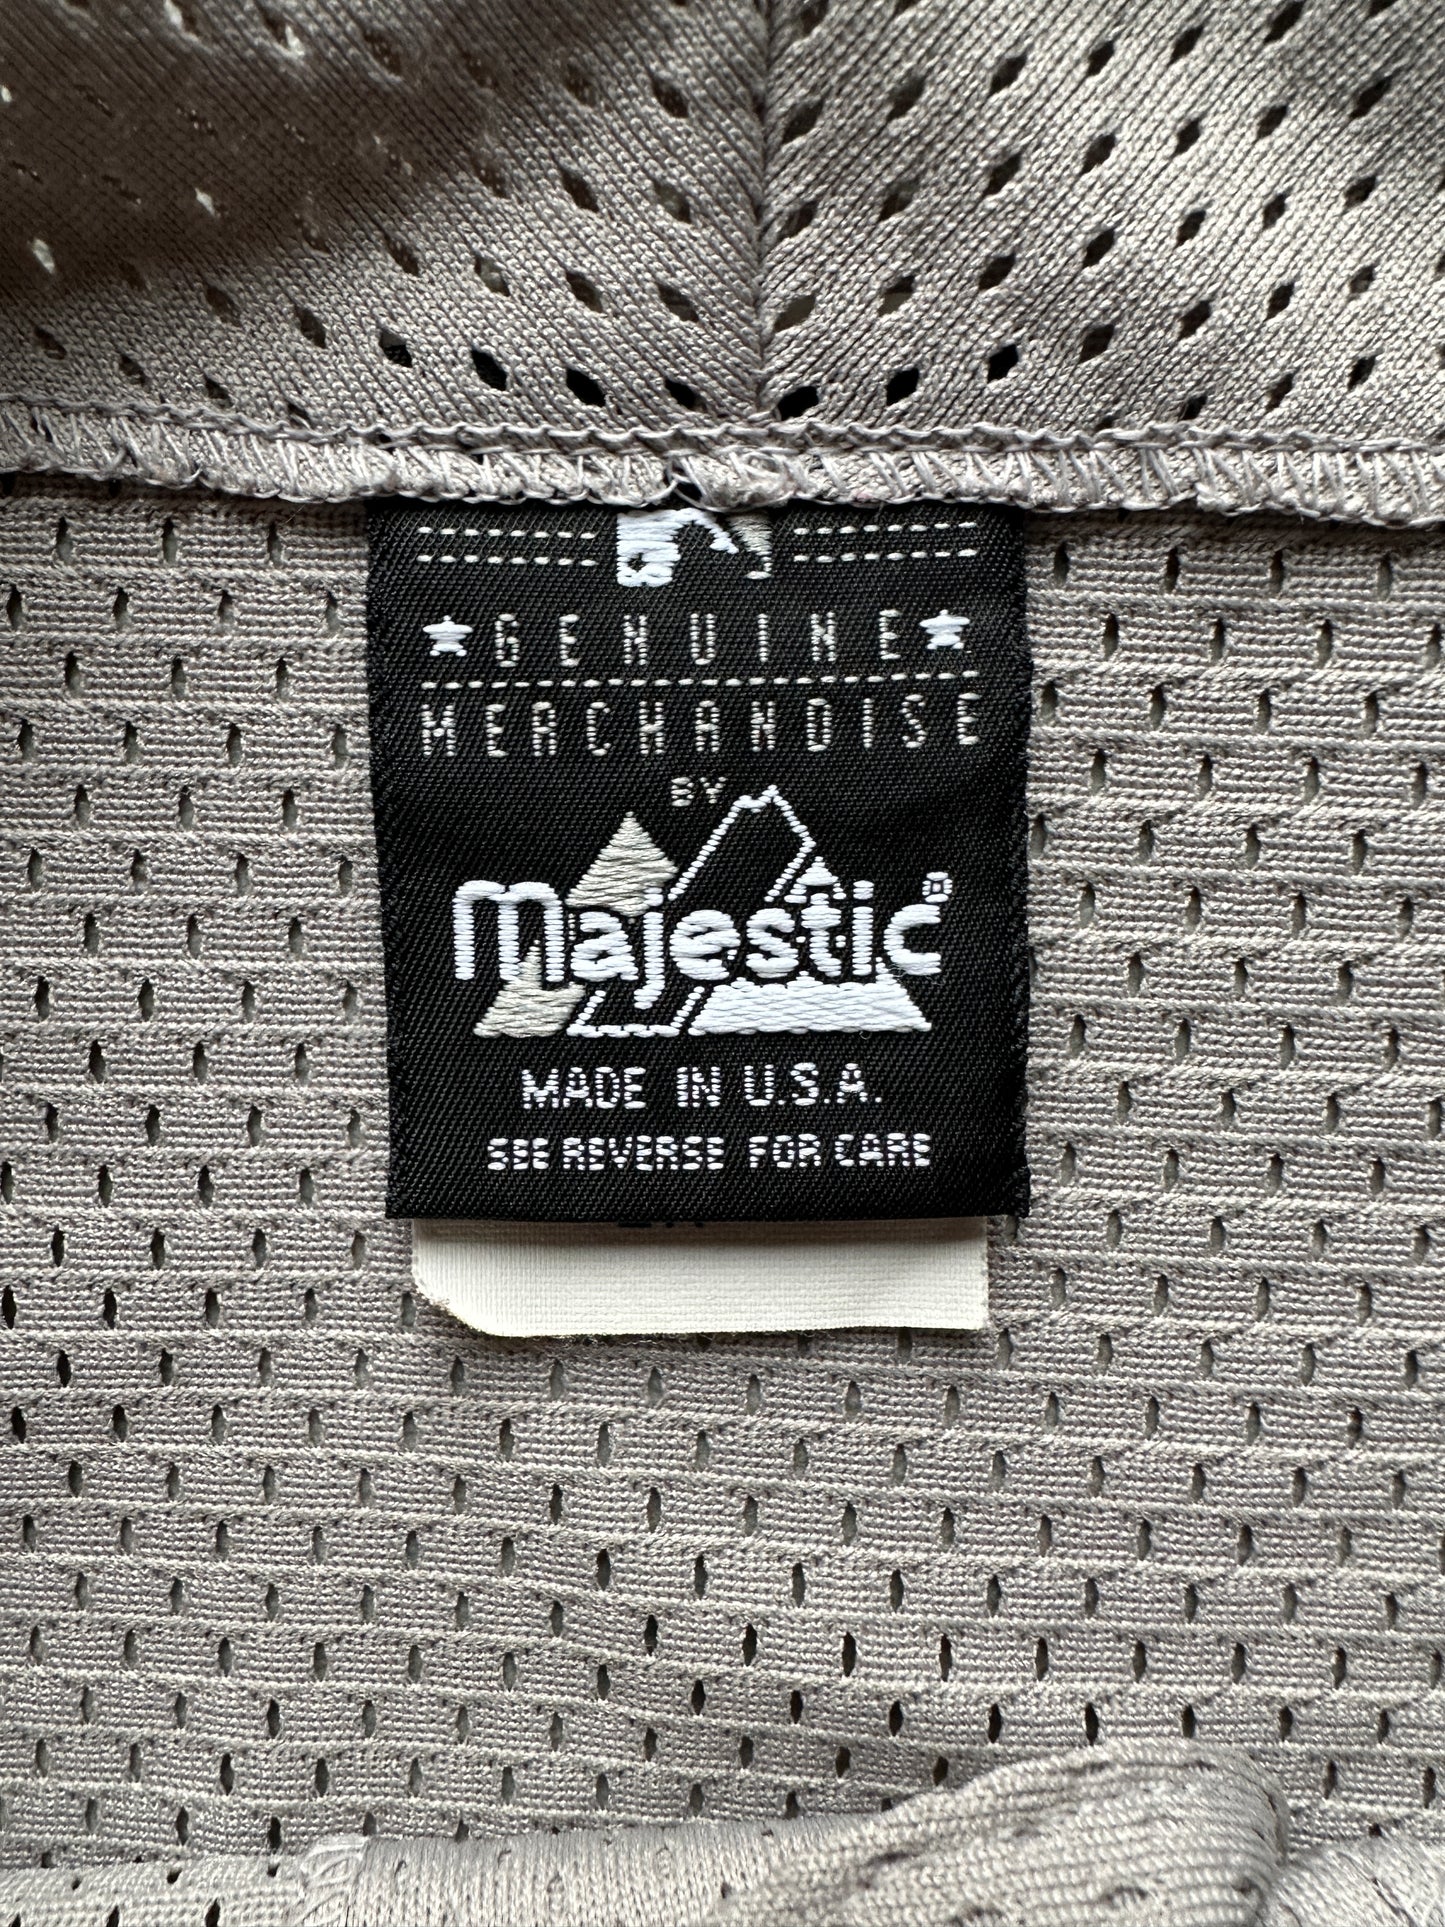 GENUINE
MERCHANDISE
BY
Majestic®
MADE IN U.S.A.
SEE REVERSE FOR CARE